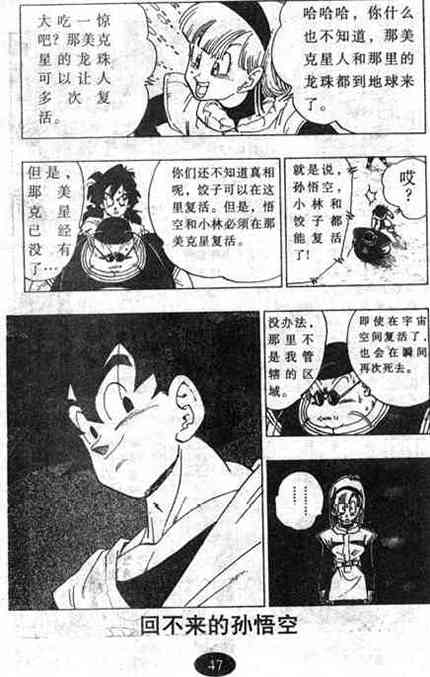 哈哈哈，你什么
也不知道，那美
克星人和那里的
龙珠都到地球来
了。
大吃一惊
吧？那美克
星的龙珠
可以让人
多次复
活。
哎？
就是说，
孙悟空，
小林和
饺子都
能复活
了！
你们还不知道真相
呢，饺子可以在这
里复活。但是，悟
空和小林必须在那
美克星复活。
但是，
那美
克星
已经
没有
了…
即使在宇宙
空间复活了，
也会在瞬间
再次死去。
没办法，
那里不
是我管
辖的区
域。
……
回不来的孙悟空
47